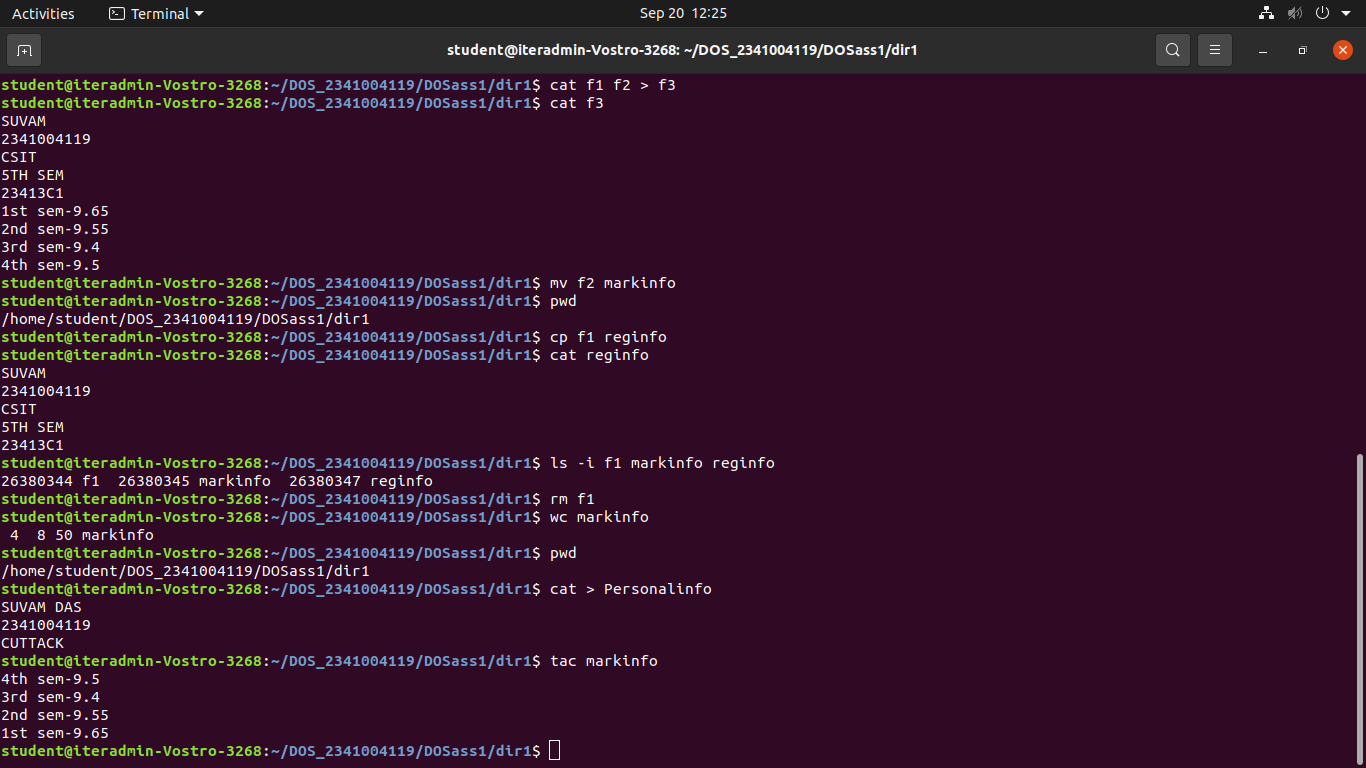 Activities
Terminal
Sep 20 12:25
student@iteradmin-Vostro-3268: ~/DOS_2341004119/DOSass1/dir1
student@iteradmin-Vostro-3268:~/DOS_2341004119/DOSass1/dir1$ cat f1 f2 > f3
student@iteradmin-Vostro-3268:~/DOS_2341004119/DOSass1/dir1$ cat f3
SUVAM
2341004119
CSIT
5TH SEM
23413C1
1st sem-9.65
2nd sem-9.55
3rd sem-9.4
4th sem-9.5
student@iteradmin-Vostro-3268:~/DOS_2341004119/DOSass1/dir1$ mv f2 markinfo
student@iteradmin-Vostro-3268:~/DOS_2341004119/DOSass1/dir1$ pwd
/home/student/DOS_2341004119/DOSass1/dir1
student@iteradmin-Vostro-3268:~/DOS_2341004119/DOSass1/dir1$ cp f1 reginfo
student@iteradmin-Vostro-3268:~/DOS_2341004119/DOSass1/dir1$ cat reginfo
SUVAM
2341004119
CSIT
5TH SEM
23413C1
student@iteradmin-Vostro-3268:~/DOS_2341004119/DOSass1/dir1$ ls -i f1 markinfo reginfo
26380344 f1  26380345 markinfo  26380347 reginfo
student@iteradmin-Vostro-3268:~/DOS_2341004119/DOSass1/dir1$ rm f1
student@iteradmin-Vostro-3268:~/DOS_2341004119/DOSass1/dir1$ wc markinfo
 4  8 50 markinfo
student@iteradmin-Vostro-3268:~/DOS_2341004119/DOSass1/dir1$ pwd
/home/student/DOS_2341004119/DOSass1/dir1
student@iteradmin-Vostro-3268:~/DOS_2341004119/DOSass1/dir1$ cat > Personalinfo
SUVAM DAS
2341004119
CUTTACK
student@iteradmin-Vostro-3268:~/DOS_2341004119/DOSass1/dir1$ tac markinfo
4th sem-9.5
3rd sem-9.4
2nd sem-9.55
1st sem-9.65
student@iteradmin-Vostro-3268:~/DOS_2341004119/DOSass1/dir1$